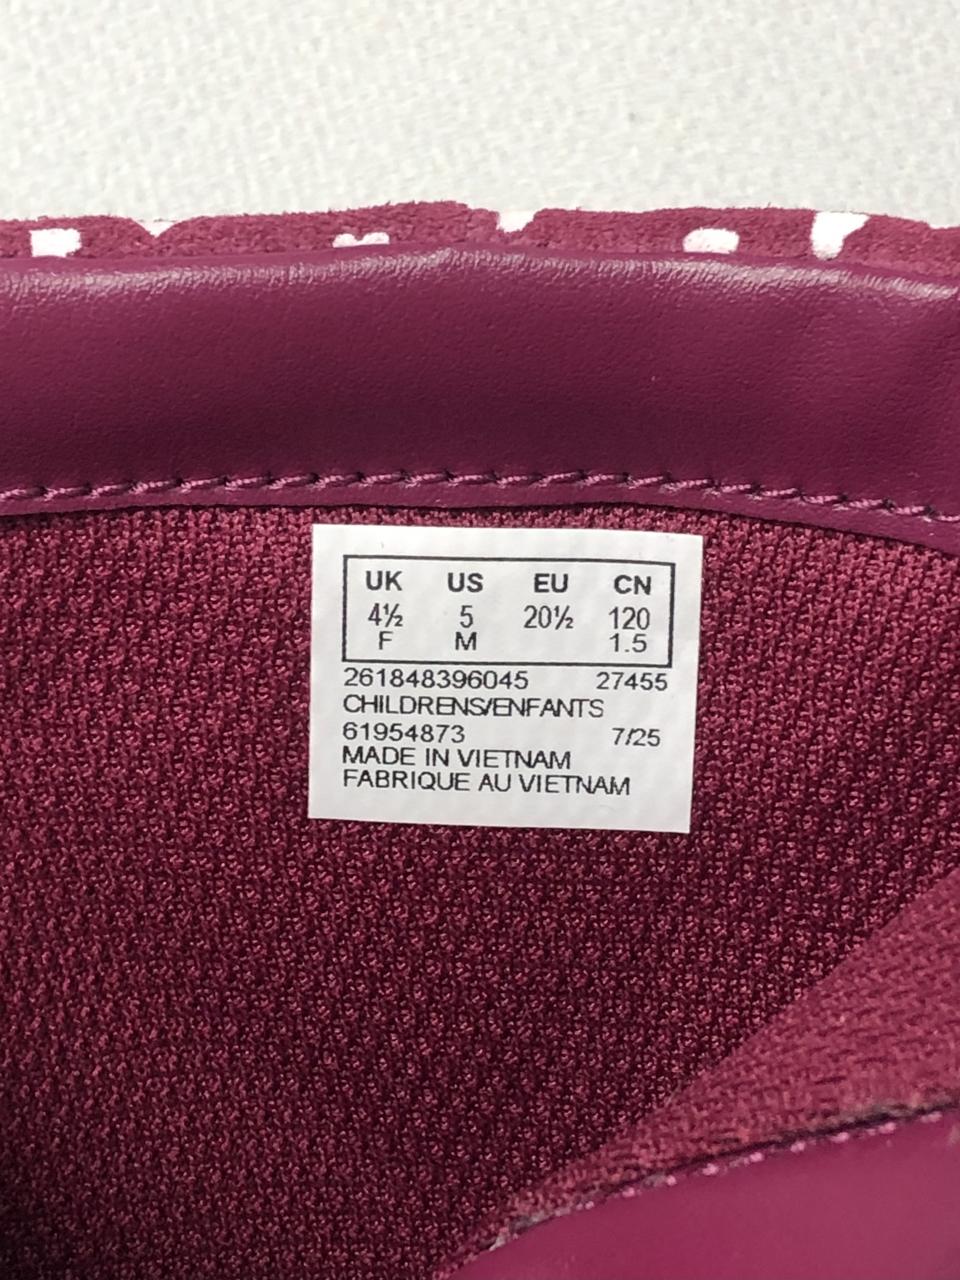 UK US EU CN
4½ 5 20½ 120
F M 1.5
261848396045 27455
CHILDRENS/ENFANTS
61954873 7/25
MADE IN VIETNAM
FABRIQUE AU VIETNAM